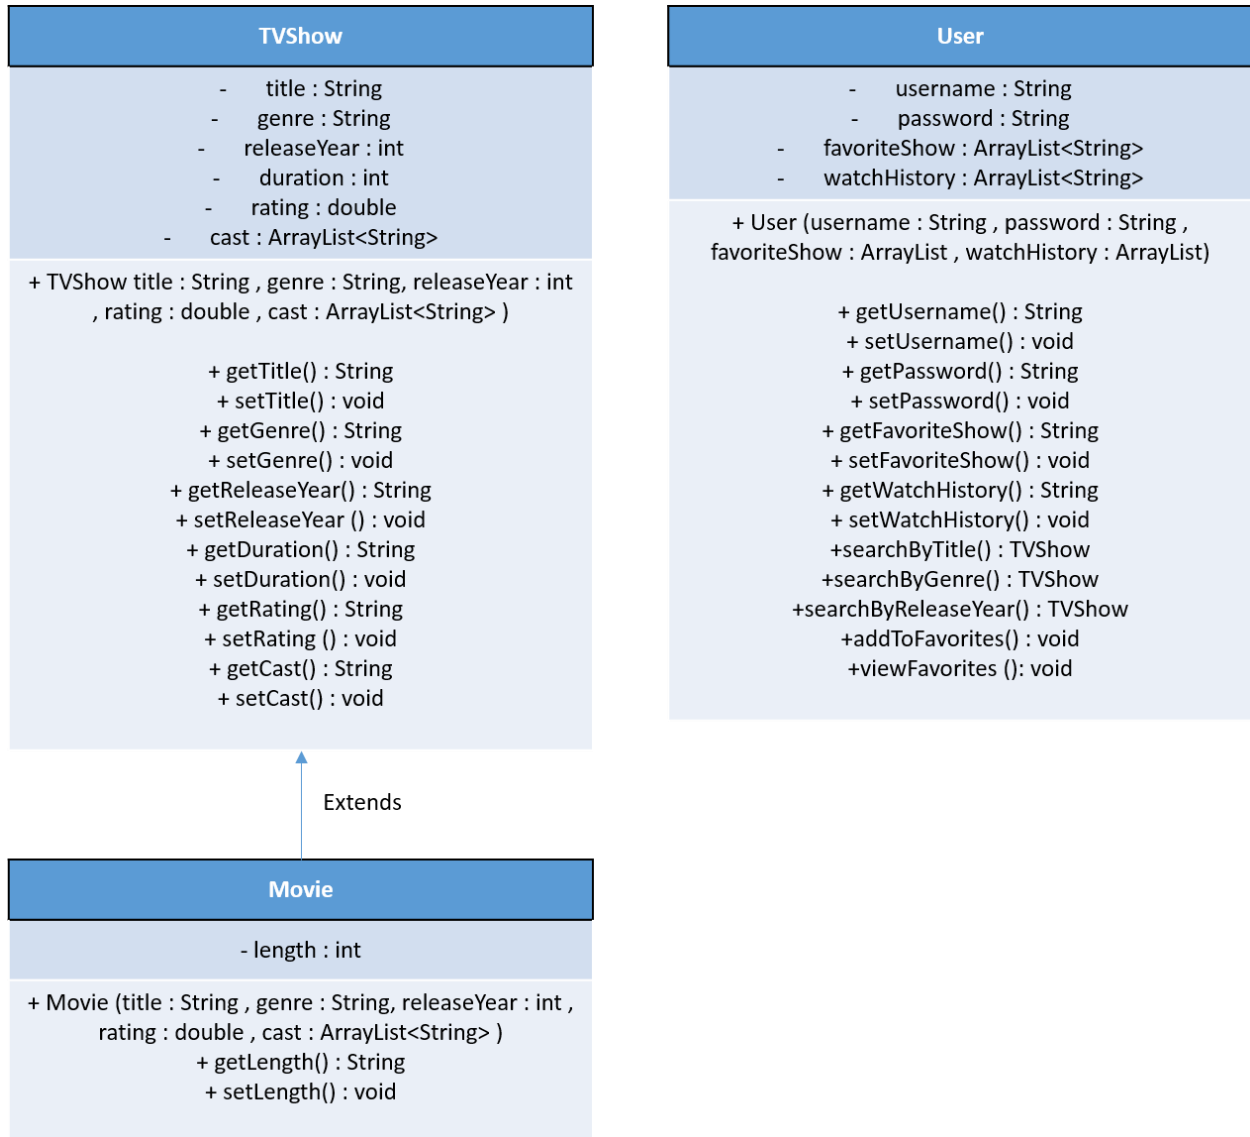 TVShow
- title : String
- genre : String
- releaseYear : int
- duration : int
- rating : double
- cast : ArrayList<String>
+ TVShow title : String , genre : String, releaseYear : int
, rating : double , cast : ArrayList<String> )
+ getTitle() : String
+ setTitle() : void
+ getGenre() : String
+ setGenre() : void
+ getReleaseYear() : String
+ setReleaseYear () : void
+ getDuration() : String
+ setDuration() : void
+ getRating() : String
+ setRating () : void
+ getCast() : String
+ setCast() : void
User
- username : String
- password : String
- favoriteShow : ArrayList<String>
- watchHistory : ArrayList<String>
+ User (username : String , password : String ,
favoriteShow : ArrayList , watchHistory : ArrayList)
+ getUsername() : String
+ setUsername() : void
+ getPassword() : String
+ setPassword() : void
+ getFavoriteShow() : String
+ setFavoriteShow() : void
+ getWatchHistory() : String
+ setWatchHistory() : void
+searchByTitle() : TVShow
+searchByGenre() : TVShow
+searchByReleaseYear() : TVShow
+addToFavorites() : void
+viewFavorites (): void
Extends
Movie
- length : int
+ Movie (title : String , genre : String, releaseYear : int ,
rating : double , cast : ArrayList<String> )
+ getLength() : String
+ setLength() : void